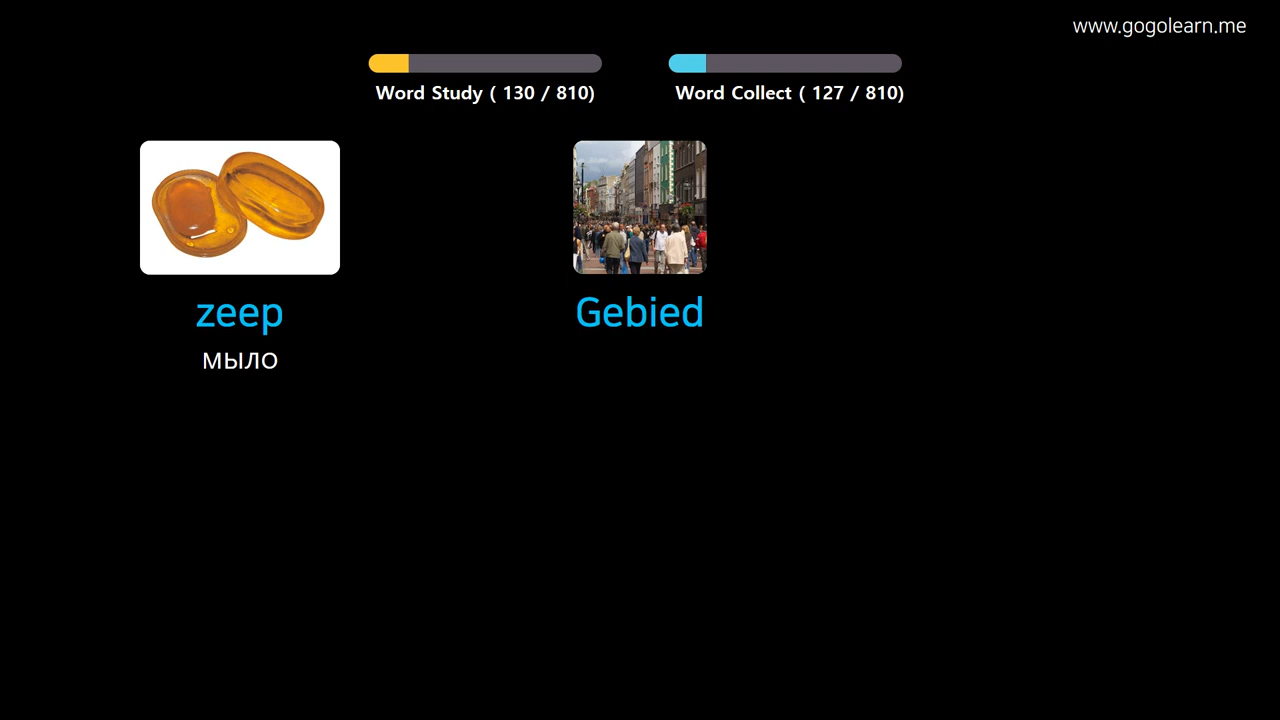 www.gogolearn.me
Word Study ( 130 / 810)
Word Collect ( 127 / 810)
zeep
мыло
Gebied